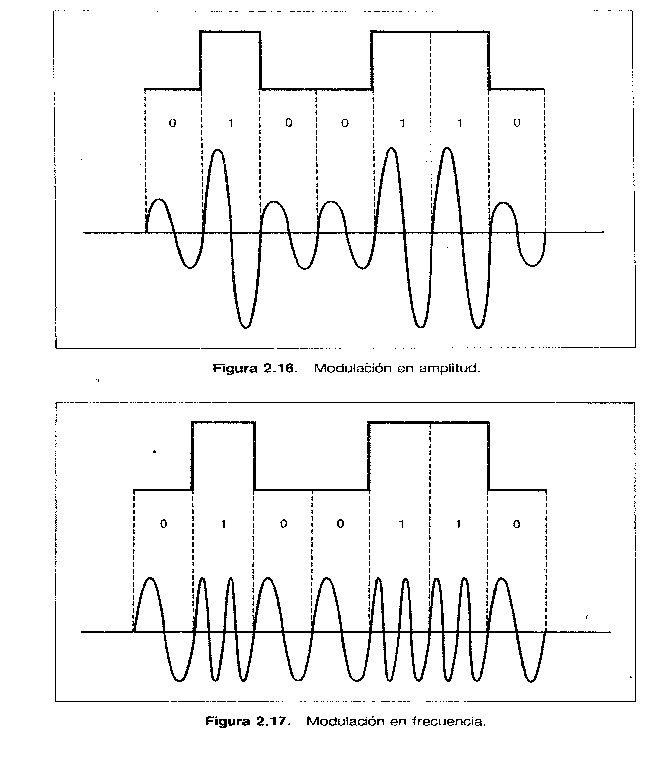 0 1 0 0 1 1 0
Figura 2.16. Modulación en amplitud.
0 1 0 0 1 1 0
Figura 2.17. Modulación en frecuencia.